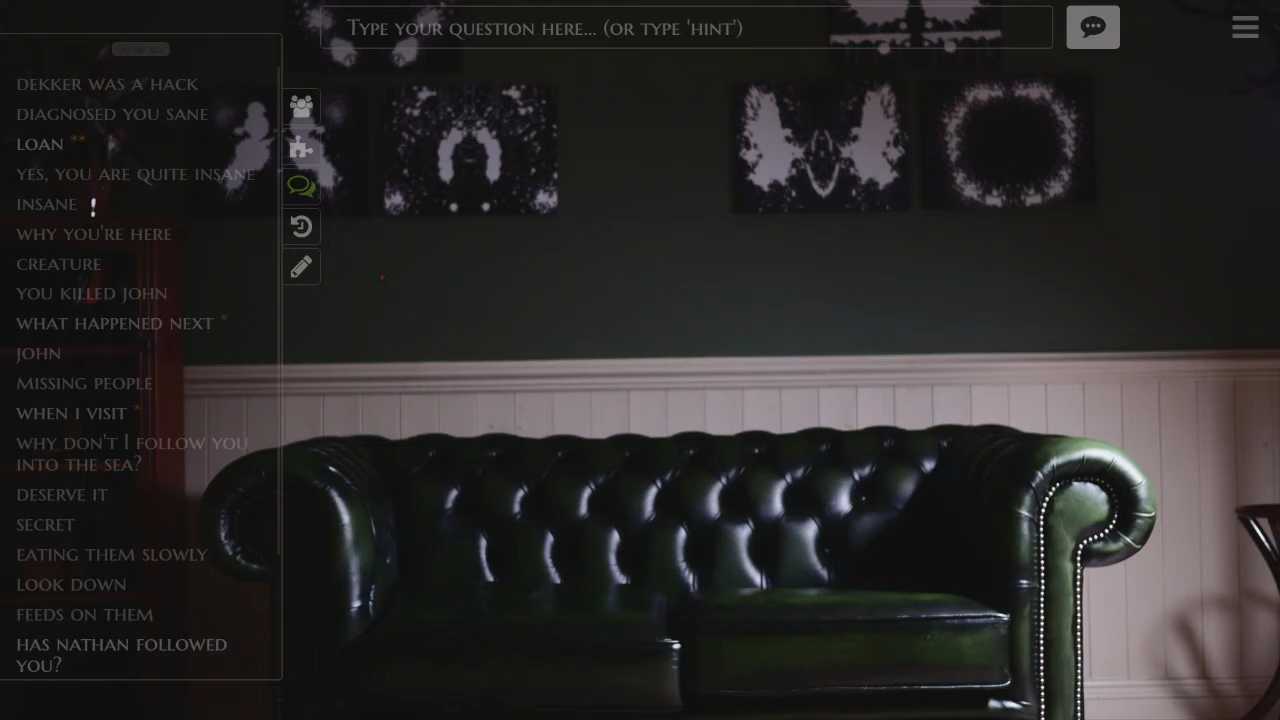 Type your question here... (or type 'hint')
DEKKER WAS A HACK
DIAGNOSED YOU SANE
LOAN **
YES, YOU ARE QUITE INSANE
INSANE
WHY YOU'RE HERE
CREATURE
YOU KILLED JOHN
WHAT HAPPENED NEXT *
JOHN
MISSING PEOPLE
WHEN I VISIT *
WHY DON'T I FOLLOW YOU
INTO THE SEA?
DESERVE IT
SECRET
EATING THEM SLOWLY
LOOK DOWN
FEEDS ON THEM
HAS NATHAN FOLLOWED
YOU?